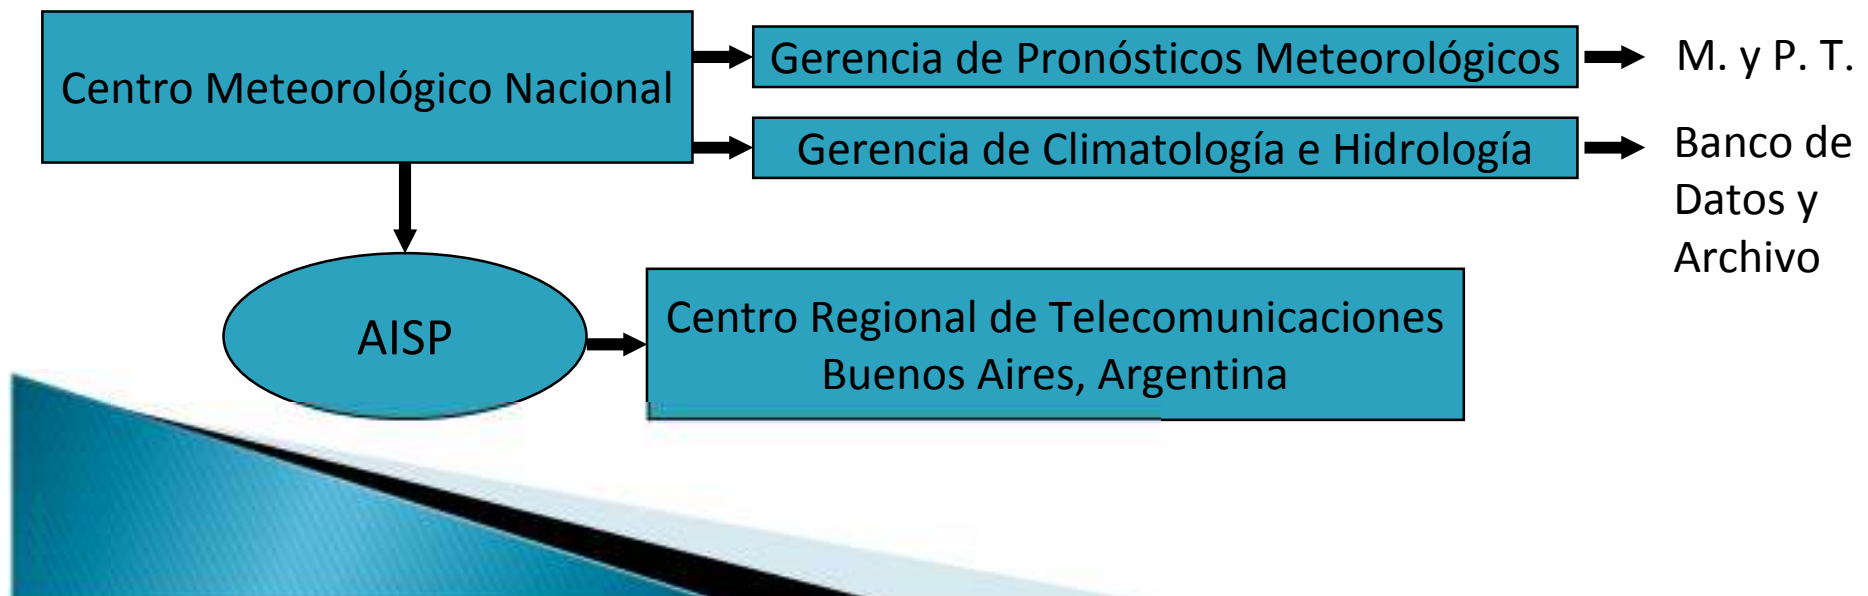 Centro Meteorológico Nacional
Gerencia de Pronósticos Meteorológicos
M. y P. T.
Gerencia de Climatología e Hidrología
Banco de
Datos y
Archivo
AISP
Centro Regional de Telecomunicaciones
Buenos Aires, Argentina